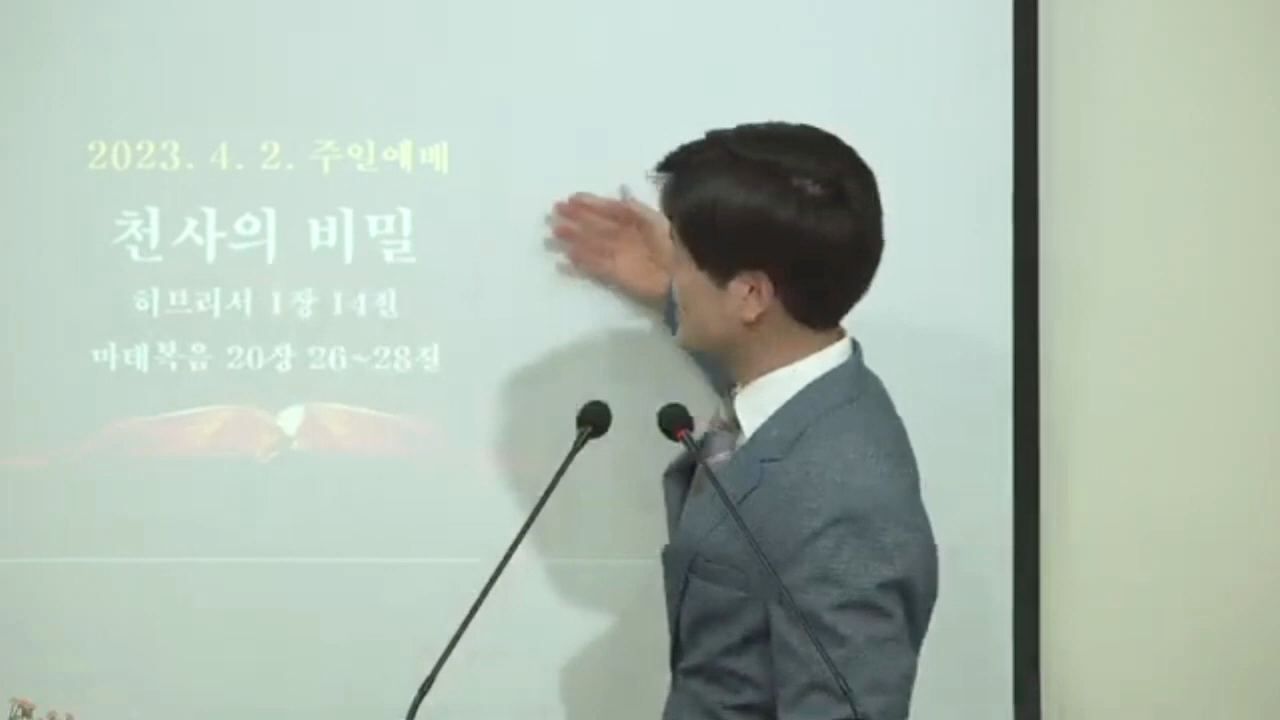 2023. 4. 2. 주일예배
천사의 비밀
히브리서 1장 14절
마태복음 20장 26~28절